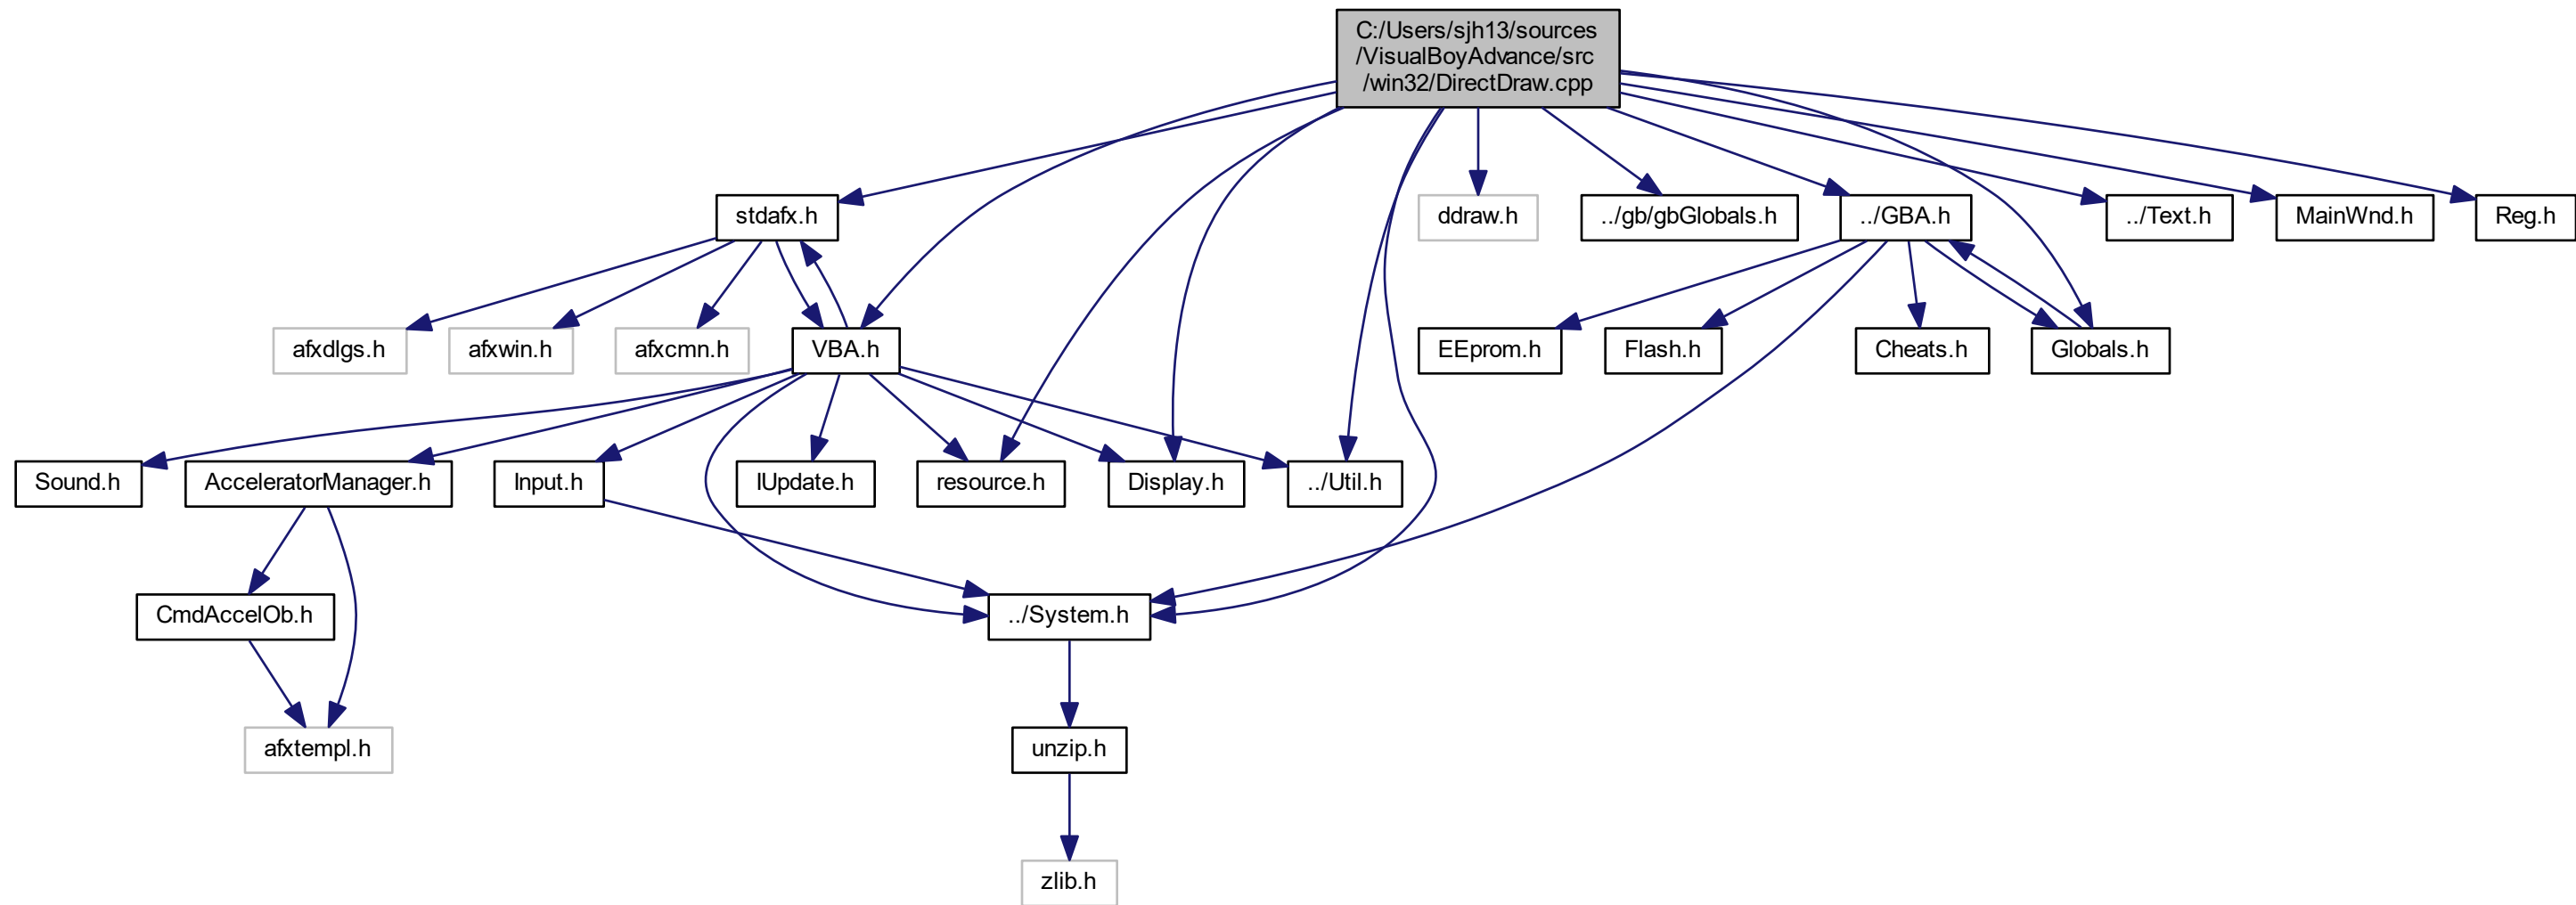 C:/Users/sjh13/sources
/VisualBoyAdvance/src
/win32/DirectDraw.cpp
stdafx.h
ddraw.h
../gb/gbGlobals.h
../GBA.h
../Text.h
MainWnd.h
Reg.h
afxdlgs.h
afxwin.h
afxcmn.h
VBA.h
EEprom.h
Flash.h
Cheats.h
Globals.h
Sound.h
AcceleratorManager.h
Input.h
IUpdate.h
resource.h
Display.h
../Util.h
CmdAccelOb.h
../System.h
afxtempl.h
unzip.h
zlib.h